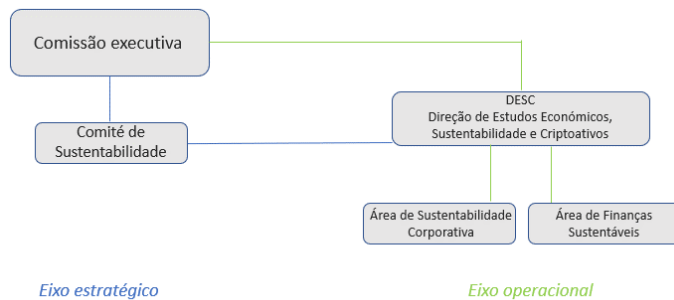 Comissão executiva
Comité de
Sustentabilidade
DESC
Direção de Estudos Económicos,
Sustentabilidade e Criptoativos
Área de Sustentabilidade
Corporativa
Área de Finanças
Sustentáveis
Eixo estratégico
Eixo operacional